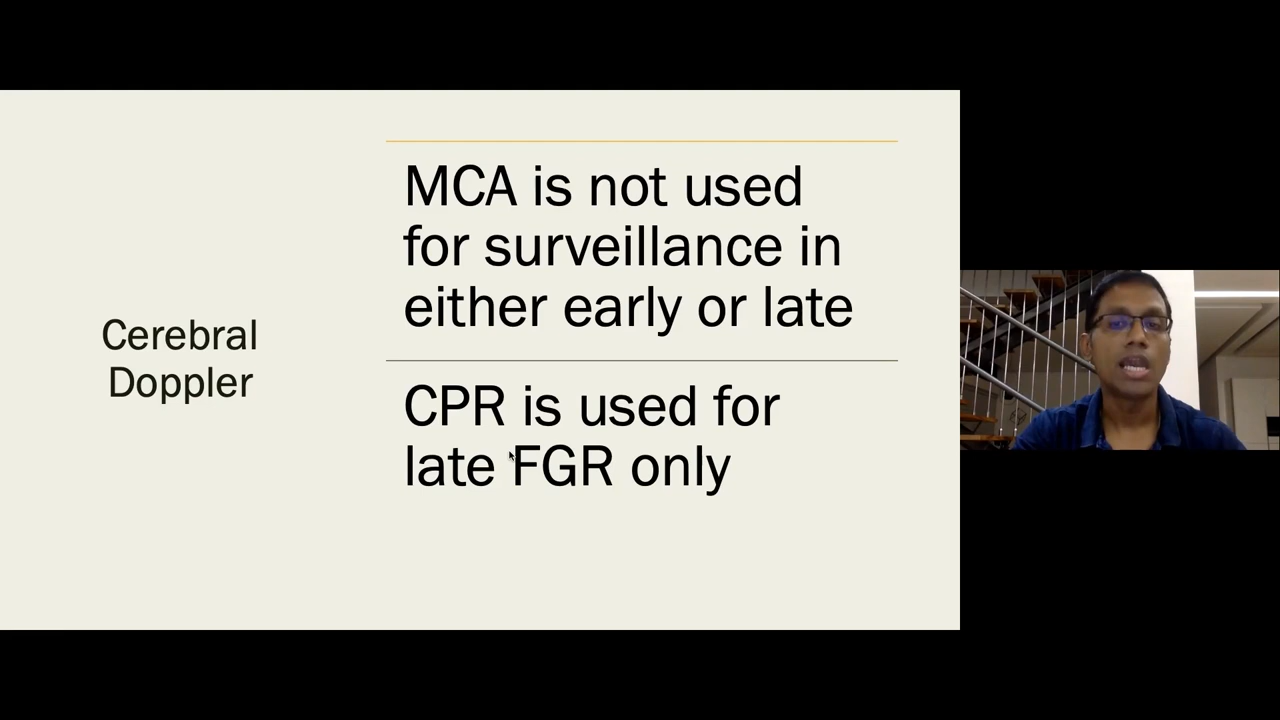 Cerebral
Doppler
MCA is not used
for surveillance in
either early or late
CPR is used for
late FGR only